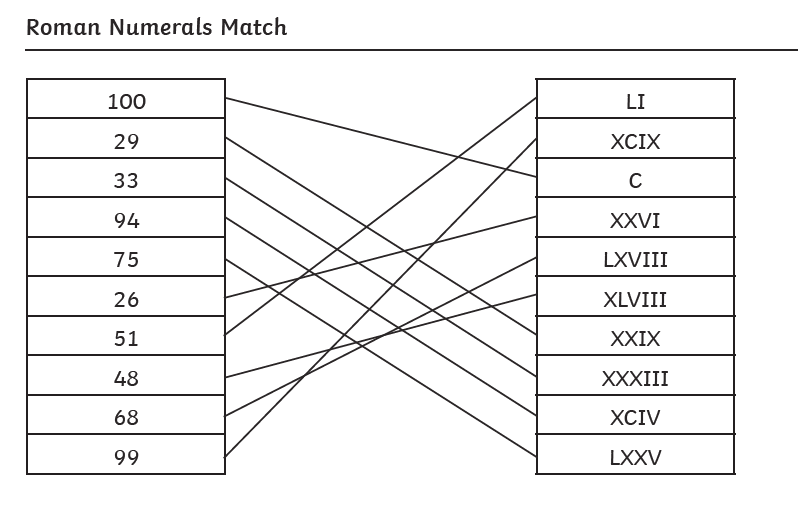 Roman Numerals Match
100 LI
29 XCIX
33 C
94 XXVI
75 LXVIII
26 XLVIII
51 XXIX
48 XXXIII
68 XCIV
99 LXXV